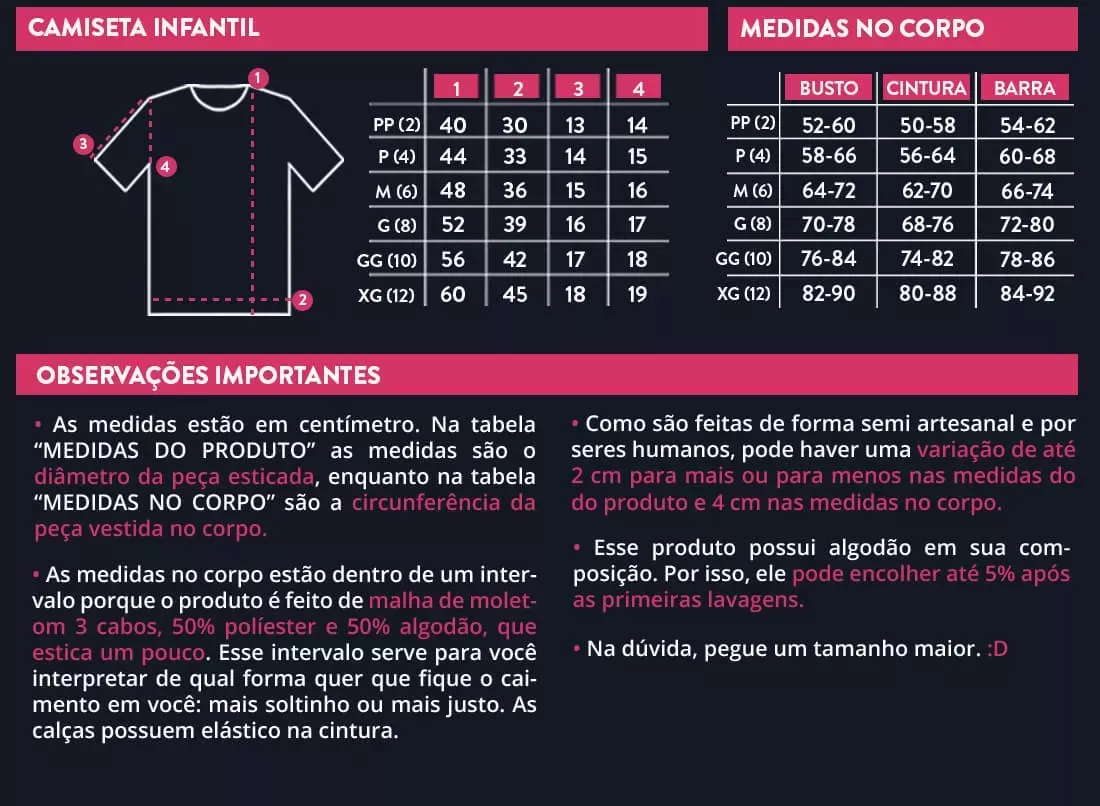 CAMISETA INFANTIL
1
3
4
2
1 2 3 4
PP (2) 40 30 13 14
P (4) 44 33 14 15
M (6) 48 36 15 16
G (8) 52 39 16 17
GG (10) 56 42 17 18
XG (12) 60 45 18 19
MEDIDAS NO CORPO
BUSTO CINTURA BARRA
PP (2) 52-60 50-58 54-62
P (4) 58-66 56-64 60-68
M (6) 64-72 62-70 66-74
G (8) 70-78 68-76 72-80
GG (10) 76-84 74-82 78-86
XG (12) 82-90 80-88 84-92
OBSERVAÇÕES IMPORTANTES
• As medidas estão em centímetro. Na tabela
“MEDIDAS DO PRODUTO” as medidas são o
diâmetro da peça esticada, enquanto na tabela
“MEDIDAS NO CORPO” são a circunferência da
peça vestida no corpo.
• As medidas no corpo estão dentro de um inter-
valo porque o produto é feito de malha de molet-
om 3 cabos, 50% políester e 50% algodão, que
estica um pouco. Esse intervalo serve para você
interpretar de qual forma quer que fique o cai-
mento em você: mais soltinho ou mais justo. As
calças possuem elástico na cintura.
• Como são feitas de forma semi artesanal e por
seres humanos, pode haver uma variação de até
2 cm para mais ou para menos nas medidas do
do produto e 4 cm nas medidas no corpo.
• Esse produto possui algodão em sua com-
posição. Por isso, ele pode encolher até 5% após
as primeiras lavagens.
• Na dúvida, pegue um tamanho maior. :D